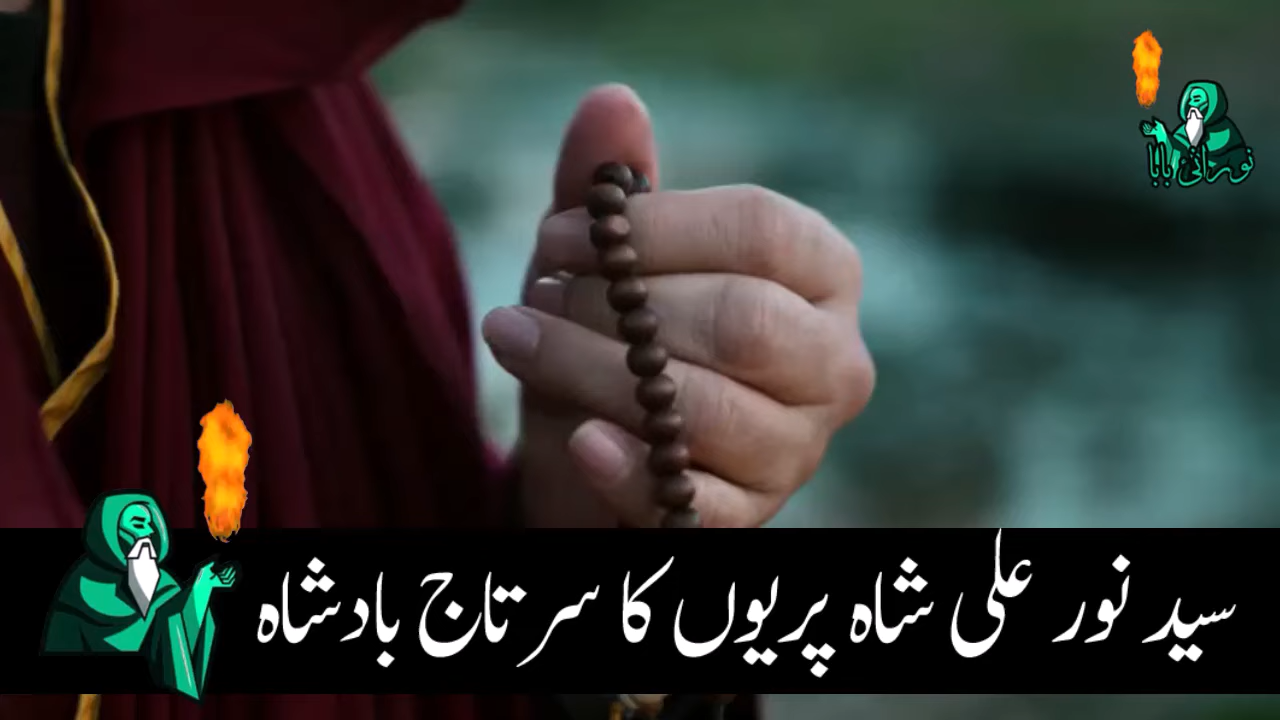 نورانی بابا
سید نور علی شاہ پریوں کا سرتاج بادشاہ